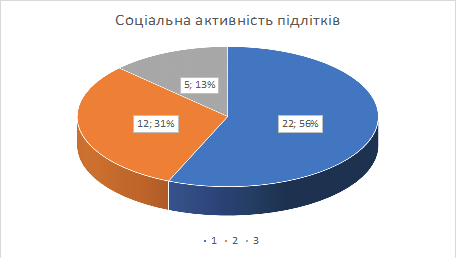 Соціальна активність підлітків
5; 13%
12; 31%
22; 56%
1 2 3